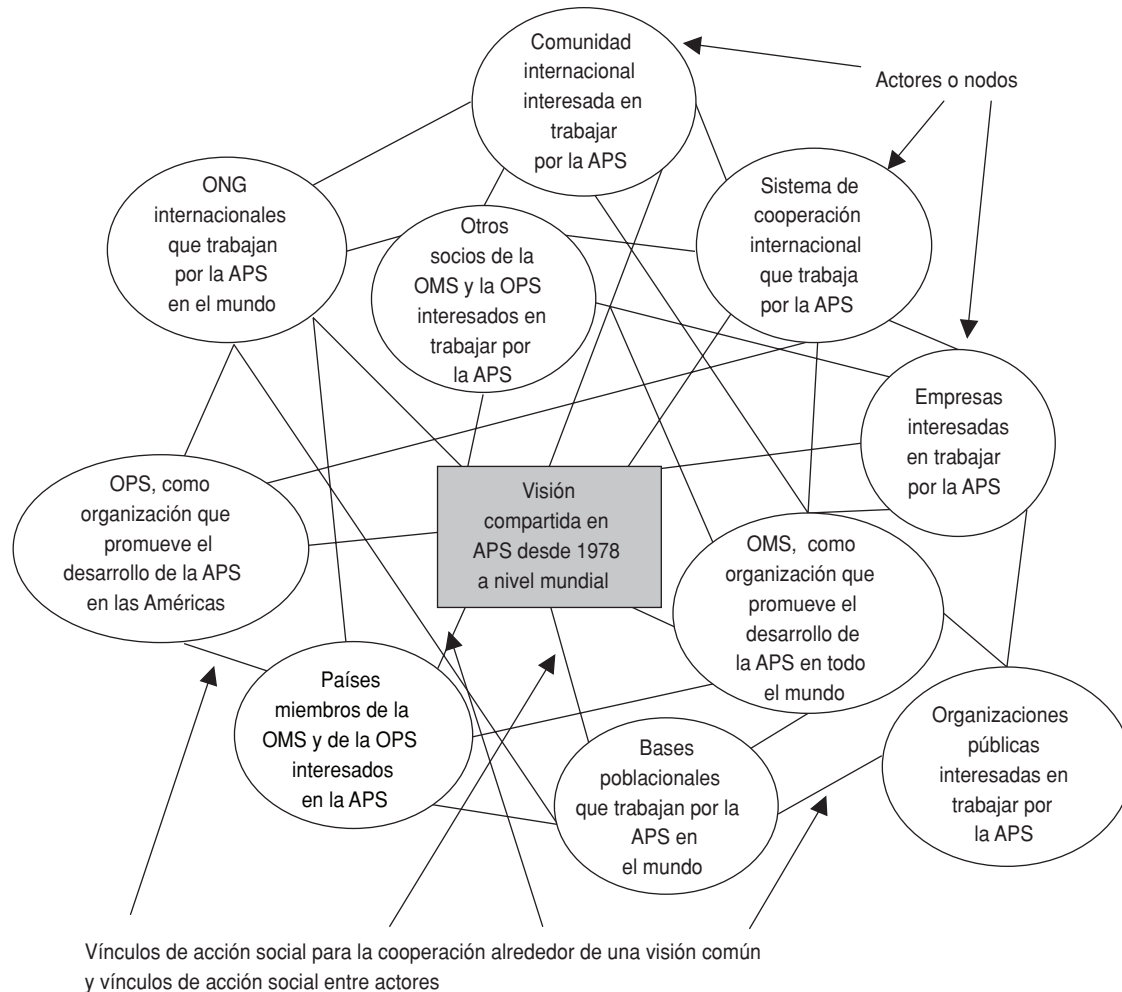 Comunidad
internacional
interesada en
trabajar
por la APS
Actores o nodos
ONG
internacionales
que trabajan
por la APS
en el mundo
Otros
socios de la
OMS y la OPS
interesados en
trabajar por
la APS
Sistema de
cooperación
internacional
que trabaja
por la APS
Empresas
interesadas
en trabajar
por la APS
OPS, como
organización que
promueve el
desarrollo de la APS
en las Américas
Visión
compartida en
APS desde 1978
a nivel mundial
OMS, como
organización que
promueve el
desarrollo de
la APS en todo
el mundo
Países
miembros de la
OMS y de la OPS
interesados
en la APS
Bases
poblacionales
que trabajan por la
APS en
el mundo
Organizaciones
públicas
interesadas en
trabajar por
la APS
Vínculos de acción social para la cooperación alrededor de una visión común
y vínculos de acción social entre actores